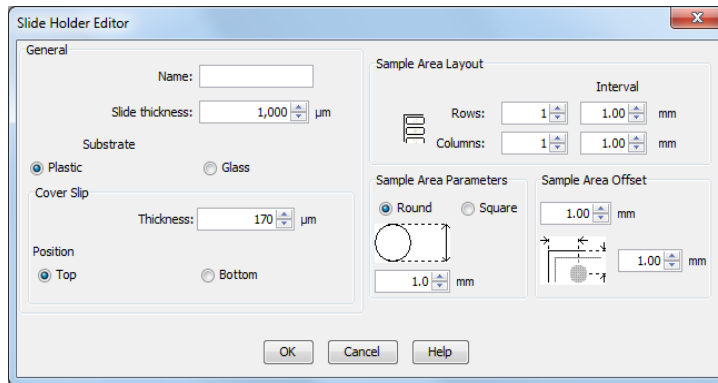 Slide Holder Editor
x
General
Name:
Slide thickness: 1,000 µm
Substrate
Plastic Glass
Cover Slip
Thickness: 170 µm
Position
Top Bottom
Sample Area Layout
Interval
Rows: 1 1.00 mm
Columns: 1 1.00 mm
Sample Area Parameters
Round Square
1.0 mm
Sample Area Offset
1.00 mm
1.00 mm
OK Cancel Help